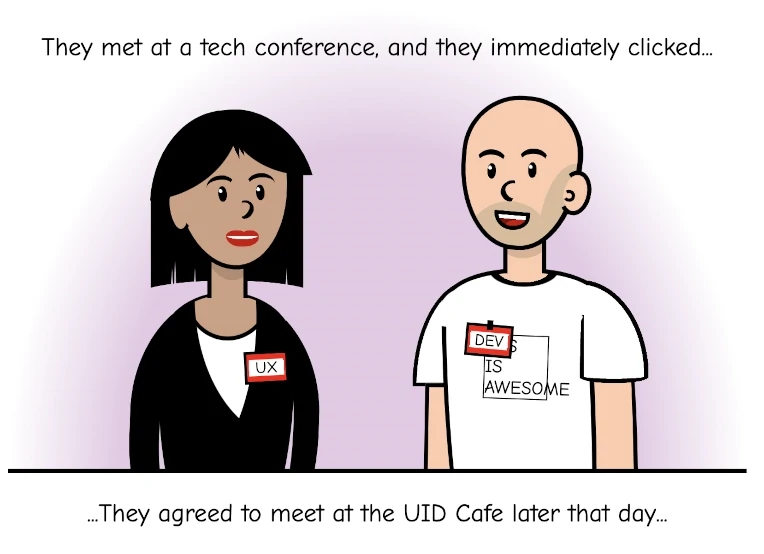 They met at a tech conference, and they immediately clicked...
UX
DEV
S
IS
AWESOME
...They agreed to meet at the UID Cafe later that day...